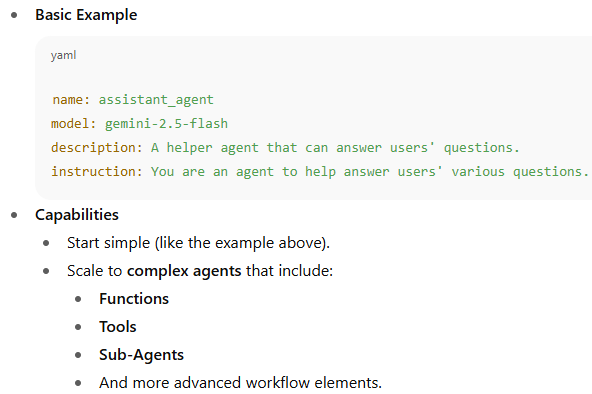 Basic Example
yaml
name: assistant_agent
model: gemini-2.5-flash
description: A helper agent that can answer users' questions.
instruction: You are an agent to help answer users' various questions.
Capabilities
Start simple (like the example above).
Scale to complex agents that include:
Functions
Tools
Sub-Agents
And more advanced workflow elements.